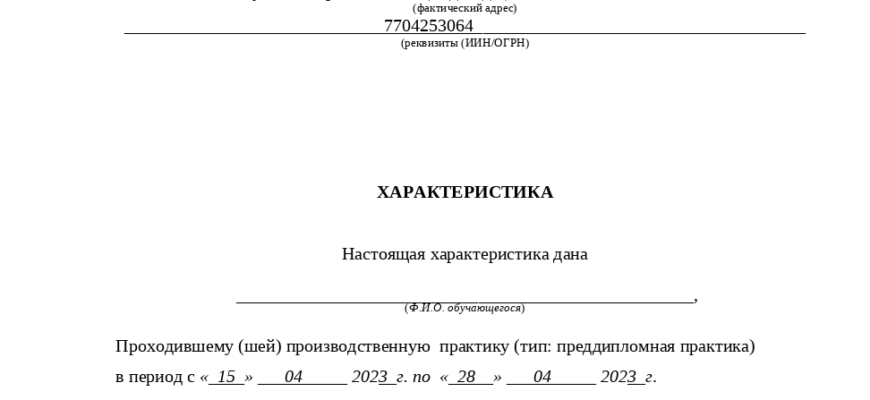 (фактический адрес)
7704253064
(реквизиты (ИИН/ОГРН)
ХАРАКТЕРИСТИКА
Настоящая характеристика дана
____________________________________________________,
(Ф.И.О. обучающегося)
Проходившему (шей) производственную практику (тип: преддипломная практика)
в период с «_15_» ___04_____ 2023_г. по «_28__» ___04_____ 2023_г.